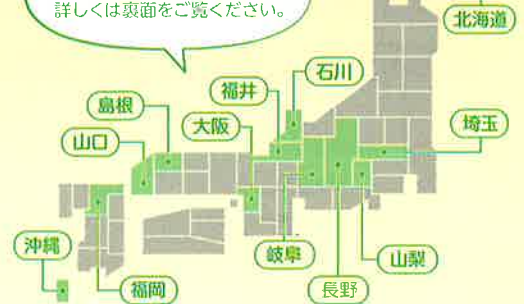 詳しくは裏面をご覧ください。
北海道
石川
福井
島根
大阪
埼玉
山口
沖縄
福岡
岐阜
長野
山梨